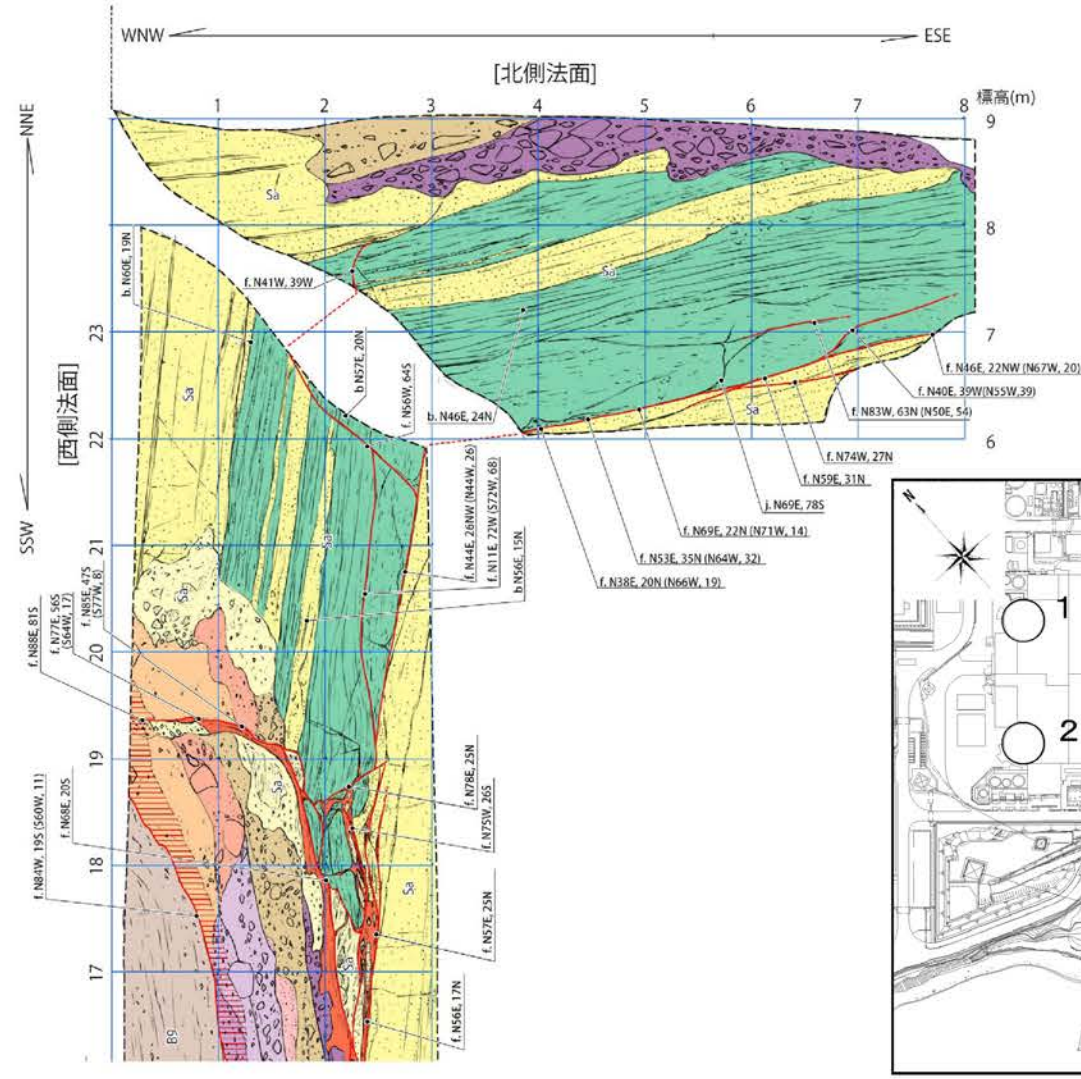 WNW
ESE
[北側法面]
NNE
1 2 3 4 5 6 7 8
標高(m)
9
Sa
8
b. N60E, 19N
f. N41W, 39W
Sa
23
7
Sa
b N57E, 20N
f. N56W, 64S
b. N46E, 24N
f. N46E, 22NW (N67W, 20)
f. N40E, 39W(N55W,39)
f. N83W, 63N (N50E, 54)
Sa
[西側法面]
22
6
f. N74W, 27N
f. N59E, 31N
j. N69E, 78S
f. N69E, 22N (N71W, 14)
f. N53E, 35N (N64W, 32)
f. N38E, 20N (N66W, 19)
f. N44E, 26NW (N44W, 26)
f. N11E, 72W (S72W, 68)
b N56E, 15N
SSW
21
Sa
Sa
f. N85E, 47S
(S77W, 8)
f. N77E, 56S
(S64W, 17)
f. N88E, 81S
20
19
Sa
f. N78E, 25N
f. N75W, 26S
f. N84W, 19S (S60W, 11)
f. N68E, 20S
18
Sa
f. N57E, 25N
17
Sa
B9
f. N56E, 17N
N
1
2